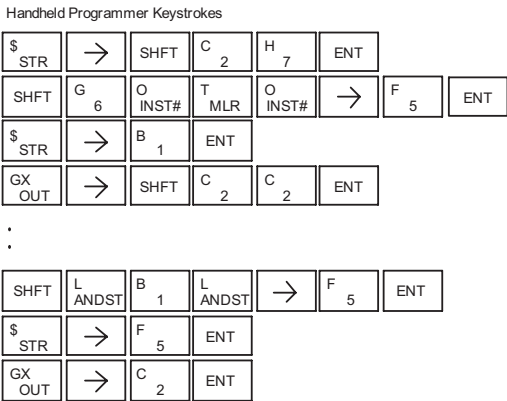 Handheld Programmer Keystrokes
$ STR → SHFT C 2 H 7 ENT
SHFT G 6 O INST# T MLR O INST# → F 5 ENT
$ STR → B 1 ENT
GX OUT → SHFT C 2 C 2 ENT
:
SHFT L ANDST B 1 L ANDST → F 5 ENT
$ STR → F 5 ENT
GX OUT → C 2 ENT